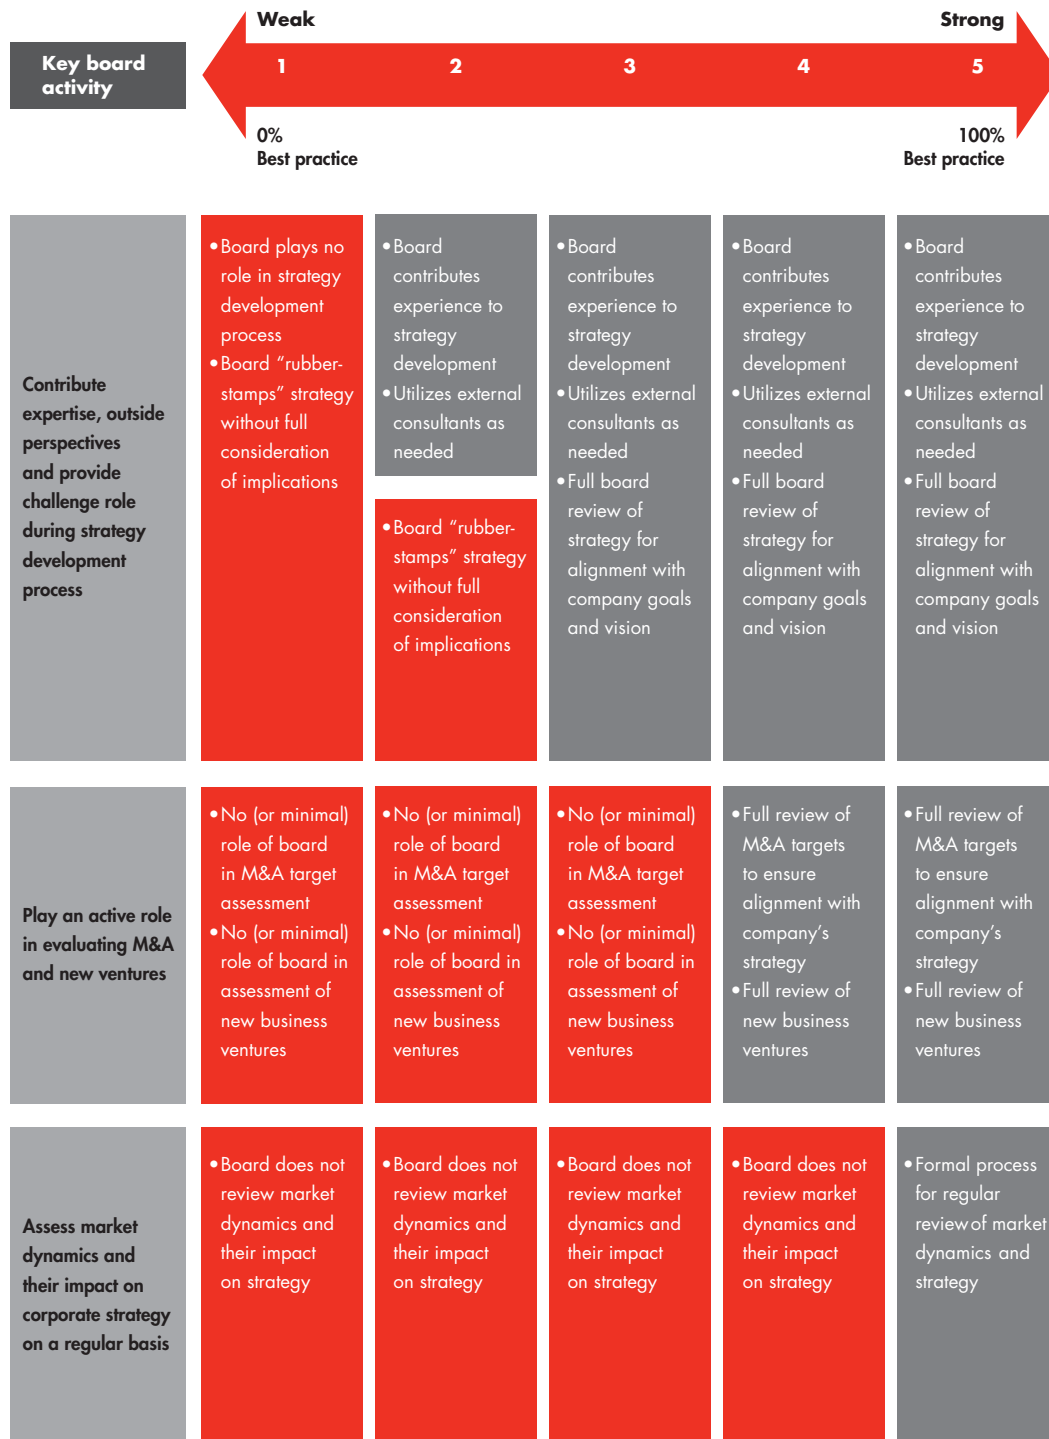 Weak
Strong
Key board
activity
1
2
3
4
5
0%
Best practice
100%
Best practice
Contribute
expertise, outside
perspectives
and provide
challenge role
during strategy
development
process
•Board plays no
role in strategy
development
process
•Board “rubber-
stamps” strategy
without full
consideration
of implications
•Board
contributes
experience to
strategy
development
•Utilizes external
consultants as
needed
•Board “rubber-
stamps” strategy
without full
consideration
of implications
•Board
contributes
experience to
strategy
development
•Utilizes external
consultants as
needed
•Full board
review of
strategy for
alignment with
company goals
and vision
•Board
contributes
experience to
strategy
development
•Utilizes external
consultants as
needed
•Full board
review of
strategy for
alignment with
company goals
and vision
•Board
contributes
experience to
strategy
development
•Utilizes external
consultants as
needed
•Full board
review of
strategy for
alignment with
company goals
and vision
Play an active role
in evaluating M&A
and new ventures
•No (or minimal)
role of board
in M&A target
assessment
•No (or minimal)
role of board in
assessment of
new business
ventures
•No (or minimal)
role of board
in M&A target
assessment
•No (or minimal)
role of board in
assessment of
new business
ventures
•No (or minimal)
role of board
in M&A target
assessment
•No (or minimal)
role of board in
assessment of
new business
ventures
•Full review of
M&A targets
to ensure
alignment with
company’s
strategy
•Full review of
new business
ventures
•Full review of
M&A targets
to ensure
alignment with
company’s
strategy
•Full review of
new business
ventures
Assess market
dynamics and
their impact on
corporate strategy
on a regular basis
•Board does not
review market
dynamics and
their impact
on strategy
•Board does not
review market
dynamics and
their impact
on strategy
•Board does not
review market
dynamics and
their impact
on strategy
•Board does not
review market
dynamics and
their impact
on strategy
•Formal process
for regular
review of market
dynamics and
strategy